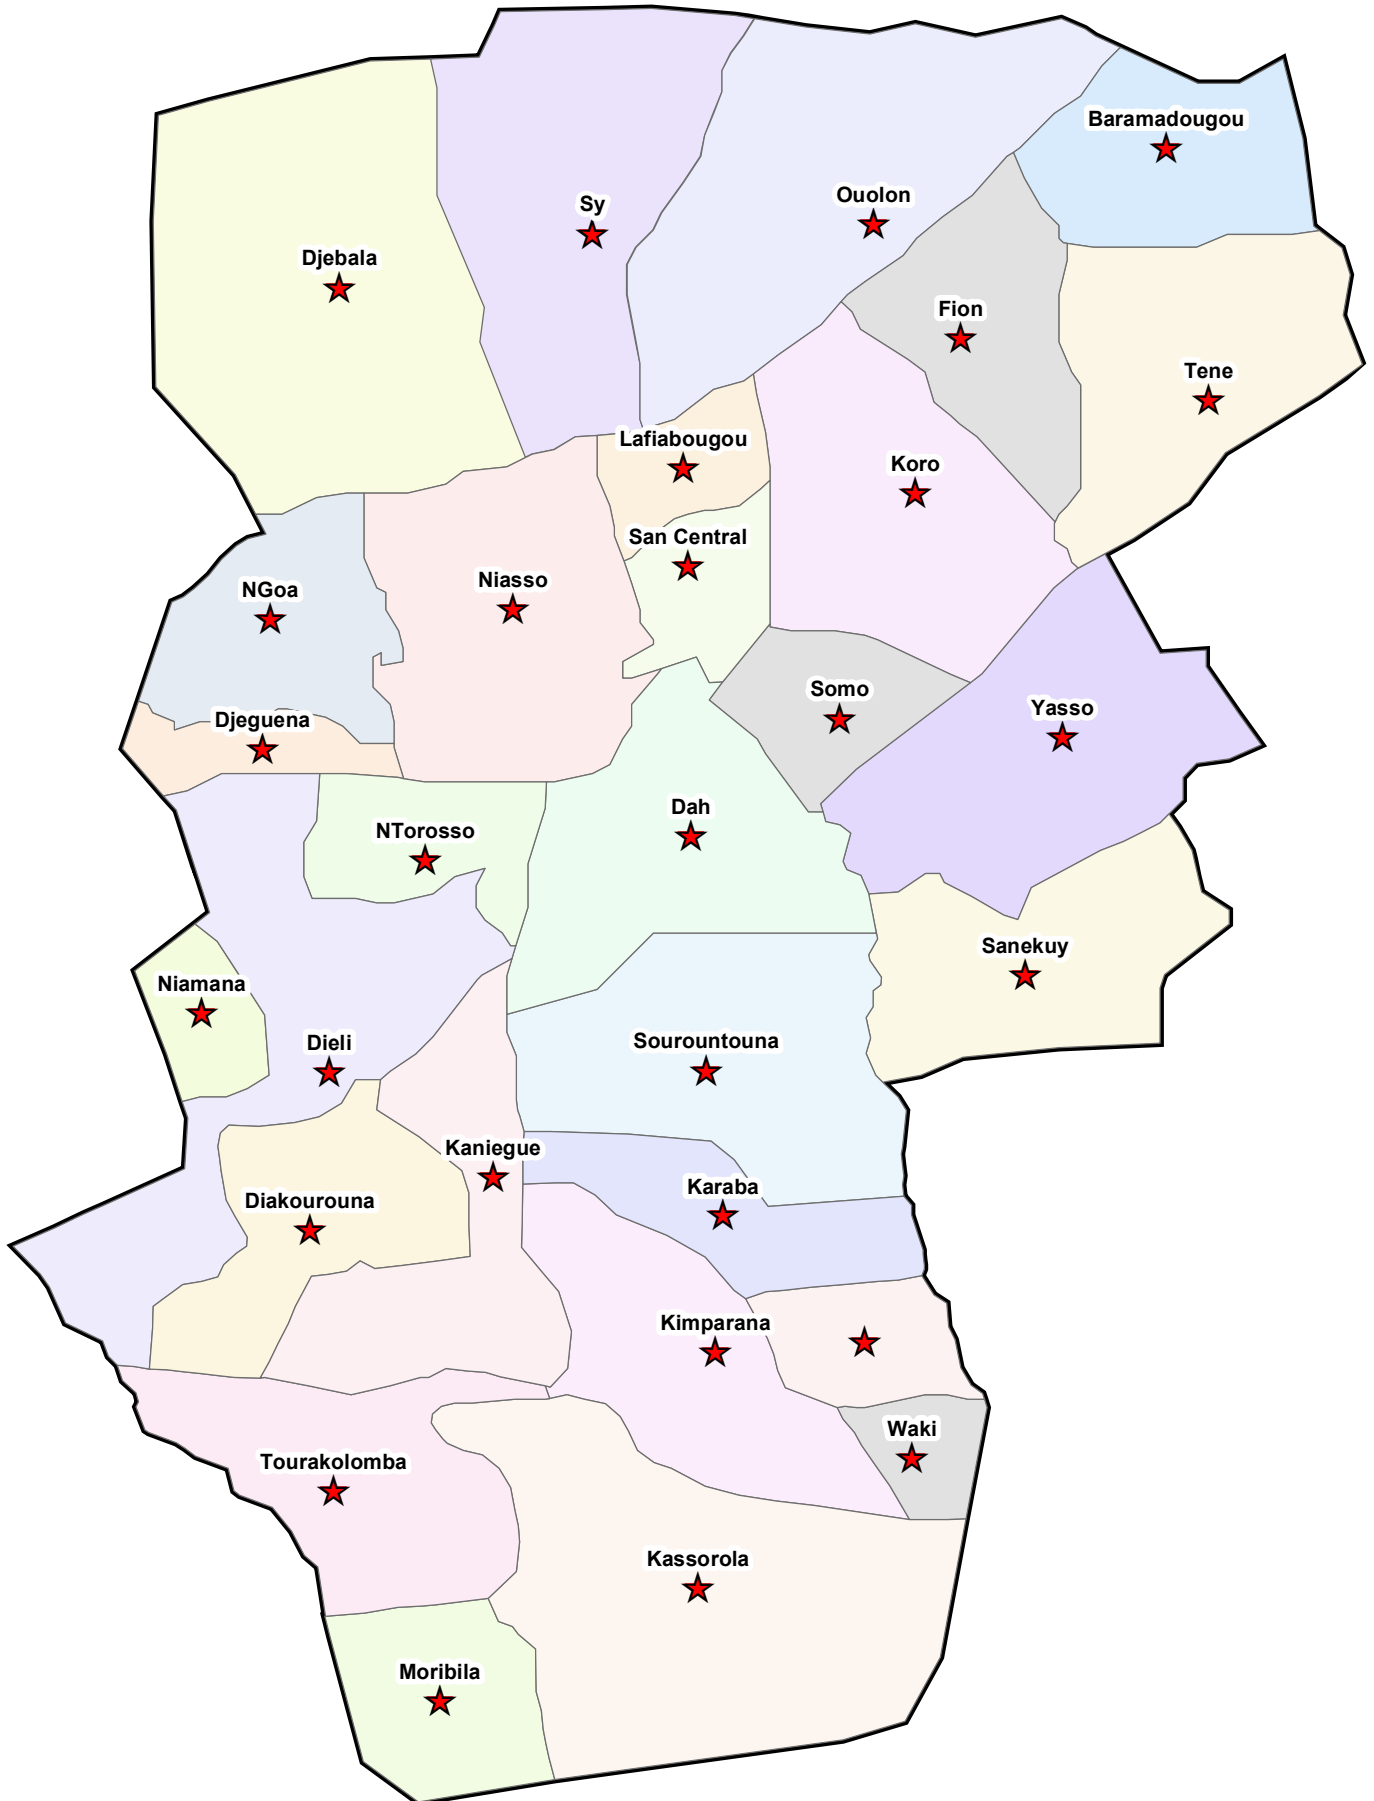 Baramadougou
Ouolon
Sy
Djebala
Fion
Tene
Lafiabougou
Koro
San Central
Niasso
NGoa
Somo
Yasso
Djeguena
Dah
NTorosso
Sanekuy
Niamana
Dieli
Sourountouna
Kaniegue
Karaba
Diakourouna
Kimparana
Waki
Tourakolomba
Kassorola
Moribila